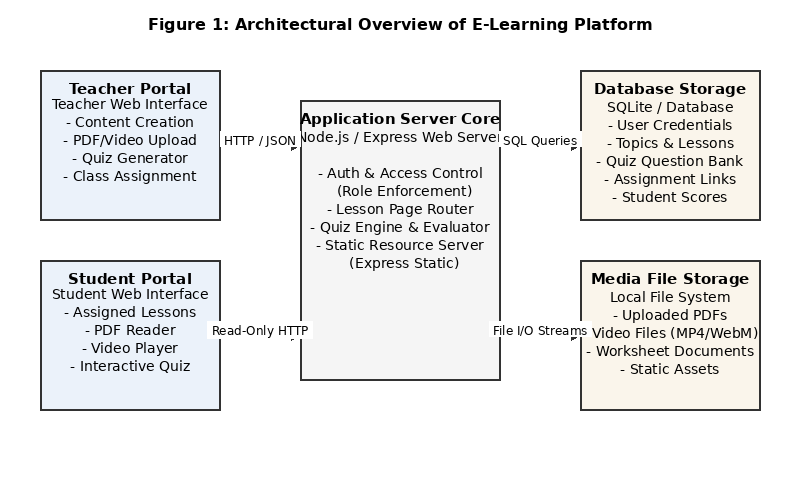 Figure 1: Architectural Overview of E-Learning Platform
Teacher Portal
Teacher Web Interface
- Content Creation
- PDF/Video Upload
- Quiz Generator
- Class Assignment
HTTP / JSON
Student Portal
Student Web Interface
- Assigned Lessons
- PDF Reader
- Video Player
- Interactive Quiz
Read-Only HTTP
Application Server Core
Node.js / Express Web Server
- Auth & Access Control
(Role Enforcement)
- Lesson Page Router
- Quiz Engine & Evaluator
- Static Resource Server
(Express Static)
SQL Queries
File I/O Streams
Database Storage
SQLite / Database
- User Credentials
- Topics & Lessons
- Quiz Question Bank
- Assignment Links
- Student Scores
Media File Storage
Local File System
- Uploaded PDFs
Video Files (MP4/WebM)
- Worksheet Documents
- Static Assets